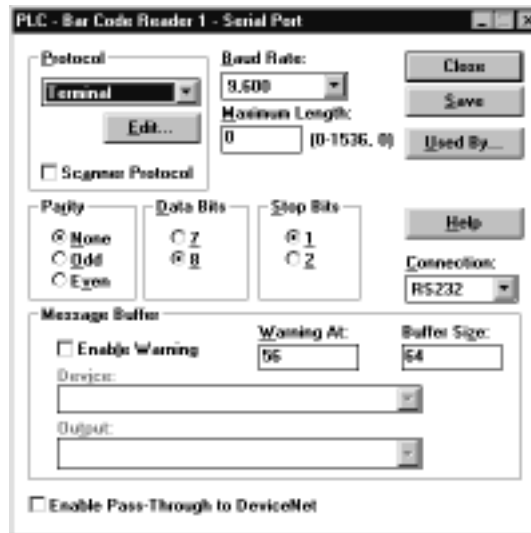 PLC - Bar Code Reader 1 - Serial Port
Protocol
Terminal
Edit...
Scanner Protocol
Baud Rate:
9,600
Maximum Length:
0 (0-1536, 0)
Close
Save
Used By...
Parity
None
Odd
Even
Data Bits
7
8
Stop Bits
1
2
Help
Connection:
RS232
Message Buffer
Enable Warning
Warning At:
56
Buffer Size:
64
Device:
Output:
Enable Pass-Through to DeviceNet